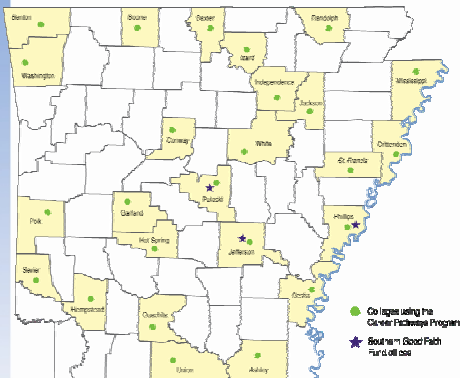 Benton
Boone
Baxter
Randolph
Izard
Washington
Mississippi
Independence
Jackson
Conway
White
Crittenden
St. Francis
Pulaski
Polk
Garland
Phillips
Hot Spring
Jefferson
Sevier
Hempstead
Ouachita
Desha
Union
Ashley
Colleges using the
Career Pathways Program
Southern Good Faith
Fund offices